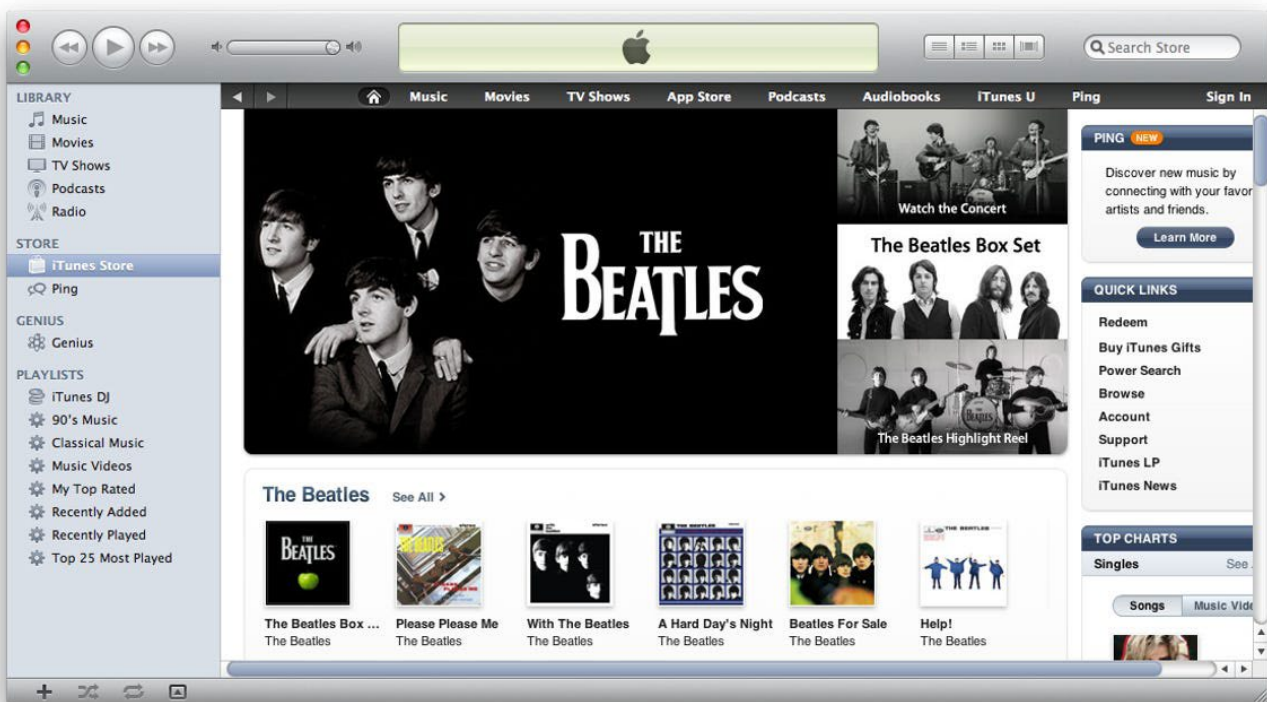 Search Store
LIBRARY
Music
Movies
TV Shows
Podcasts
Radio
STORE
iTunes Store
Ping
GENIUS
Genius
PLAYLISTS
iTunes DJ
90's Music
Classical Music
Music Videos
My Top Rated
Recently Added
Recently Played
Top 25 Most Played
Music Movies TV Shows App Store Podcasts Audiobooks iTunes U Ping Sign In
THE
BEATLES
Watch the Concert
The Beatles Box Set
The Beatles Highlight Reel
PING NEW
Discover new music by
connecting with your favor
artists and friends.
Learn More
QUICK LINKS
Redeem
Buy iTunes Gifts
Power Search
Browse
Account
Support
iTunes LP
iTunes News
The Beatles See All >
The Beatles Box ... Please Please Me With The Beatles A Hard Day's Night Beatles For Sale Help!
The Beatles The Beatles The Beatles The Beatles The Beatles The Beatles
TOP CHARTS
Singles See
Songs Music Vide